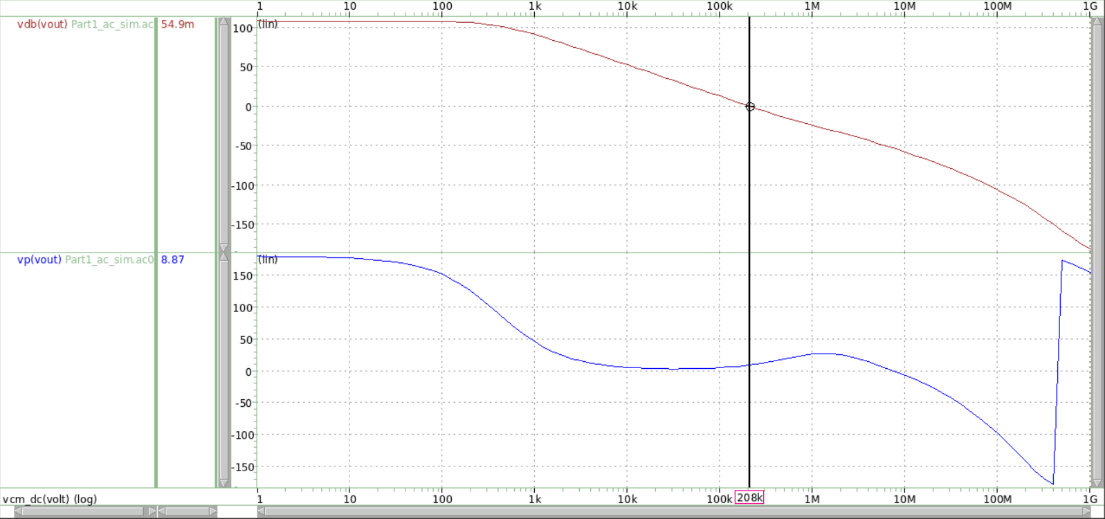 1 10 100 1k 10k 100k 1M 10M 100M 1G
vdb(vout) Part1_ac_sim.ac 54.9m
(lin)
100
50
0
-50
-100
-150
vp(vout) Part1_ac_sim.ac0 8.87
(lin)
150
100
50
0
-50
-100
-150
vcm_dc(volt) (log)
1 10 100 1k 10k 100k 208k 1M 10M 100M 1G